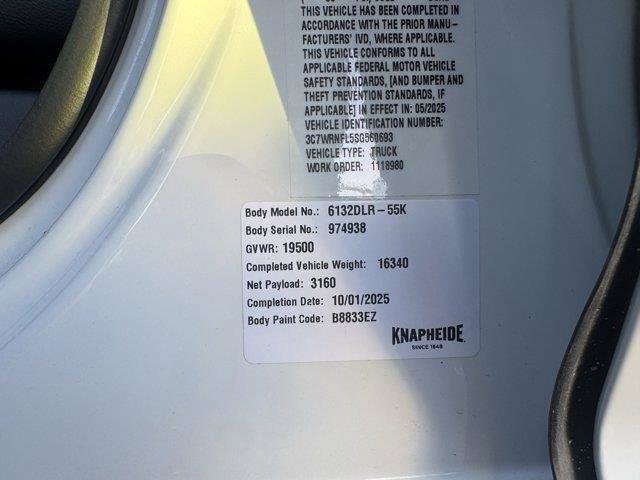 THIS VEHICLE HAS BEEN COMPLETED IN
ACCORDANCE WITH THE PRIOR MANU-
FACTURERS' IVD, WHERE APPLICABLE.
THIS VEHICLE CONFORMS TO ALL
APPLICABLE FEDERAL MOTOR VEHICLE
SAFETY STANDARDS, [AND BUMPER AND
THEFT PREVENTION STANDARDS, IF
APPLICABLE] IN EFFECT IN: 05/2025
VEHICLE IDENTIFICATION NUMBER:
3C7WRNFL5SG560693
VEHICLE TYPE: TRUCK
WORK ORDER: 1118980
Body Model No.: 6132DLR-55K
Body Serial No.: 974938
GVWR: 19500
Completed Vehicle Weight: 16340
Net Payload: 3160
Completion Date: 10/01/2025
Body Paint Code: B8833EZ
KNAPHEIDE
SINCE 1848